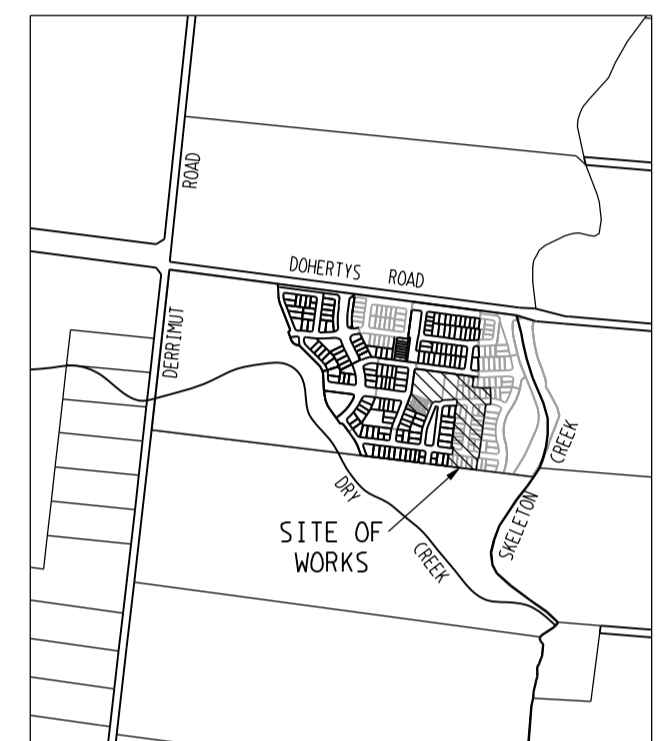 ROAD
DOHERTYS ROAD
DERRIMUT
CREEK
SKELETON
DRY
CREEK
SITE OF
WORKS